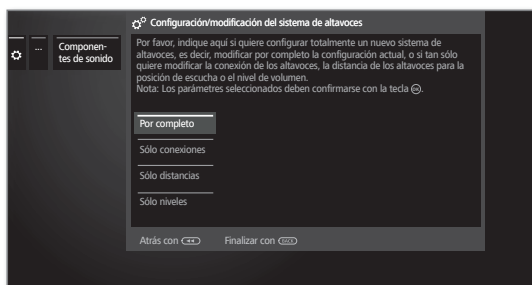 Configuración/modificación del sistema de altavoces
...
Componen-
tes de sonido
Por favor, indique aquí si quiere configurar totalmente un nuevo sistema de
altavoces, es decir, modificar por completo la configuración actual, o si tan sólo
quiere modificar la conexión de los altavoces, la distancia de los altavoces para la
posición de escucha o el nivel de volumen.
Nota: Los parámetres seleccionados deben confirmarse con la tecla OK.
Por completo
Sólo conexiones
Sólo distancias
Sólo niveles
Atrás con Finalizar con BACK